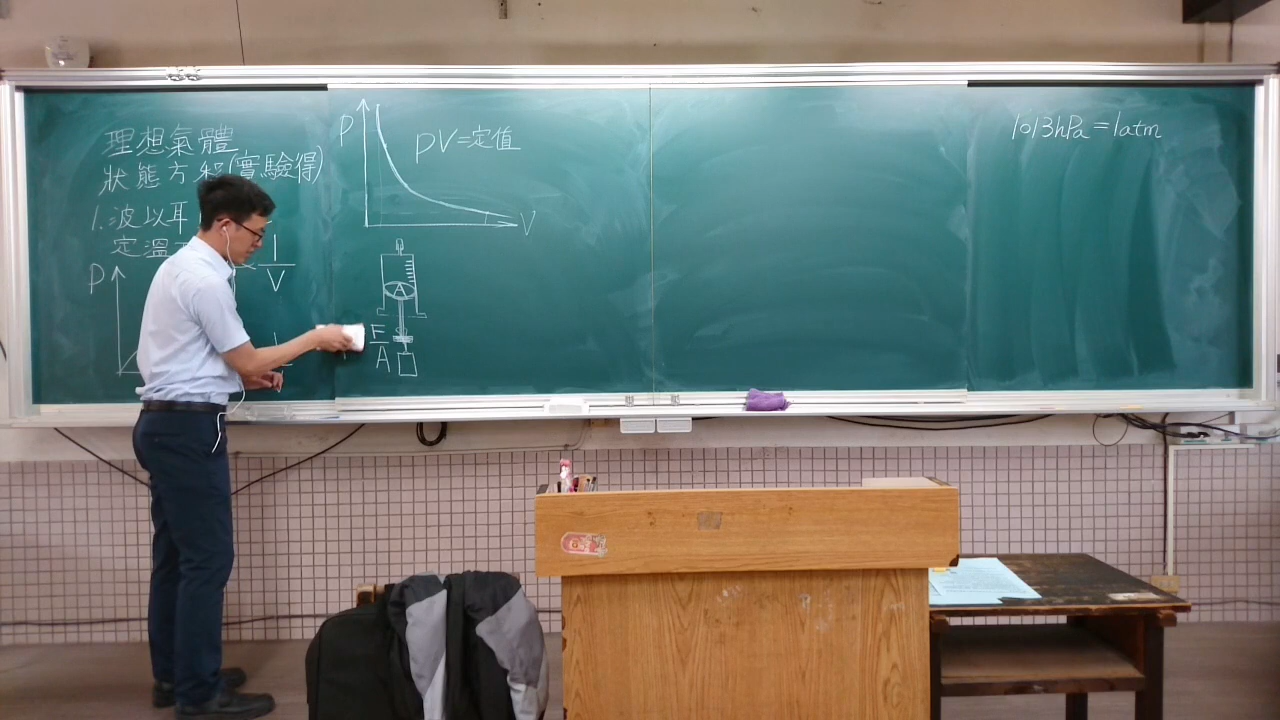 理想氣體
狀態方程(實驗得)
1.波以耳
定溫
1/V
P
P
PV=定值
V
A
F/A
1013hPa=1atm